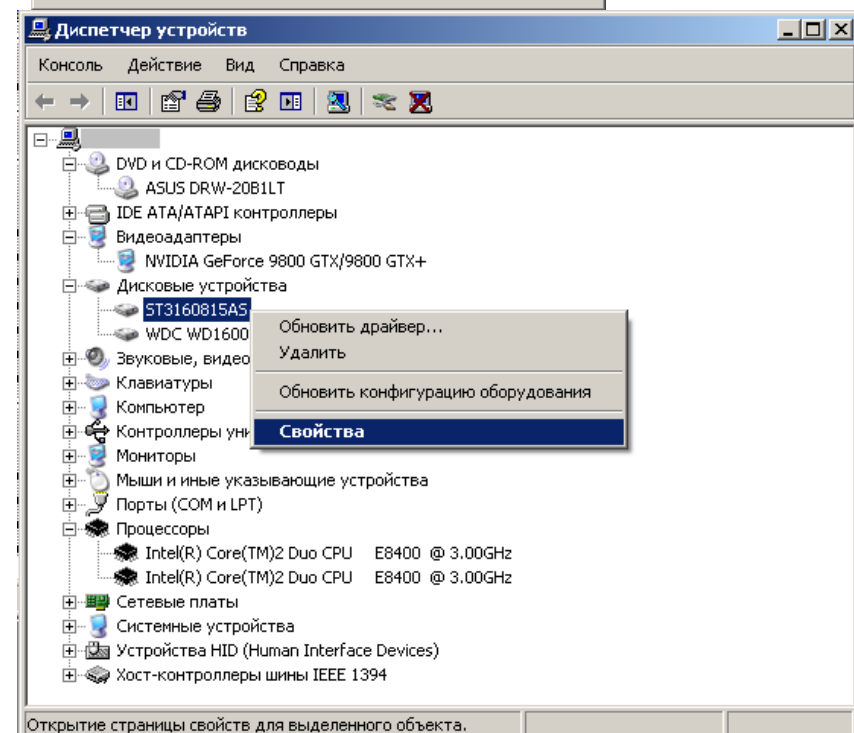 Диспетчер устройств
Консоль Действие Вид Справка
DVD и CD-ROM дисководы
ASUS DRW-20B1LT
IDE ATA/ATAPI контроллеры
Видеоадаптеры
NVIDIA GeForce 9800 GTX/9800 GTX+
Дисковые устройства
ST3160815AS
WDC WD1600
Звуковые, видео
Клавиатуры
Компьютер
Контроллеры уни
Мониторы
Мыши и иные указывающие устройства
Порты (COM и LPT)
Процессоры
Intel(R) Core(TM)2 Duo CPU E8400 @ 3.00GHz
Intel(R) Core(TM)2 Duo CPU E8400 @ 3.00GHz
Сетевые платы
Системные устройства
Устройства HID (Human Interface Devices)
Хост-контроллеры шины IEEE 1394
Обновить драйвер...
Удалить
Обновить конфигурацию оборудования
Свойства
Открытие страницы свойств для выделенного объекта.